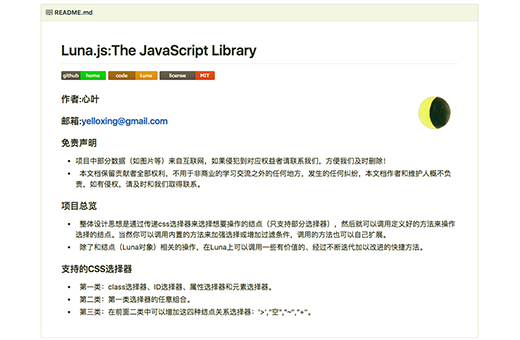 README.md
Luna.js:The JavaScript Library
github home code Luna license MIT
作者:心叶
邮箱:yelloxing@gmail.com
免责声明
项目中部分数据（如图片等）来自互联网，如果侵犯到对应权益者请联系我们，方便我们及时删除！
本文档保留贡献者全部权利，不用于非商业的学习交流之外的任何地方，发生的任何纠纷，本文档作者和维护人概不负
责，如有侵权，请及时和我们取得联系。
项目总览
整体设计思想是通过传递css选择器来选择想要操作的结点（只支持部分选择器），然后就可以调用定义好的方法来操作
选择的结点。当然你可以调用内置的方法来加强选择或增加过滤条件，调用的方法也可以自己扩展。
除了和结点（Luna对象）相关的操作，在Luna上可以调用一些有价值的、经过不断迭代加以改进的快捷方法。
支持的CSS选择器
第一类：class选择器、ID选择器、属性选择器和元素选择器。
第二类：第一类选择器的任意组合。
第三类：在前面二类中可以增加这四种结点关系选择器：'>',"空","~","+"。